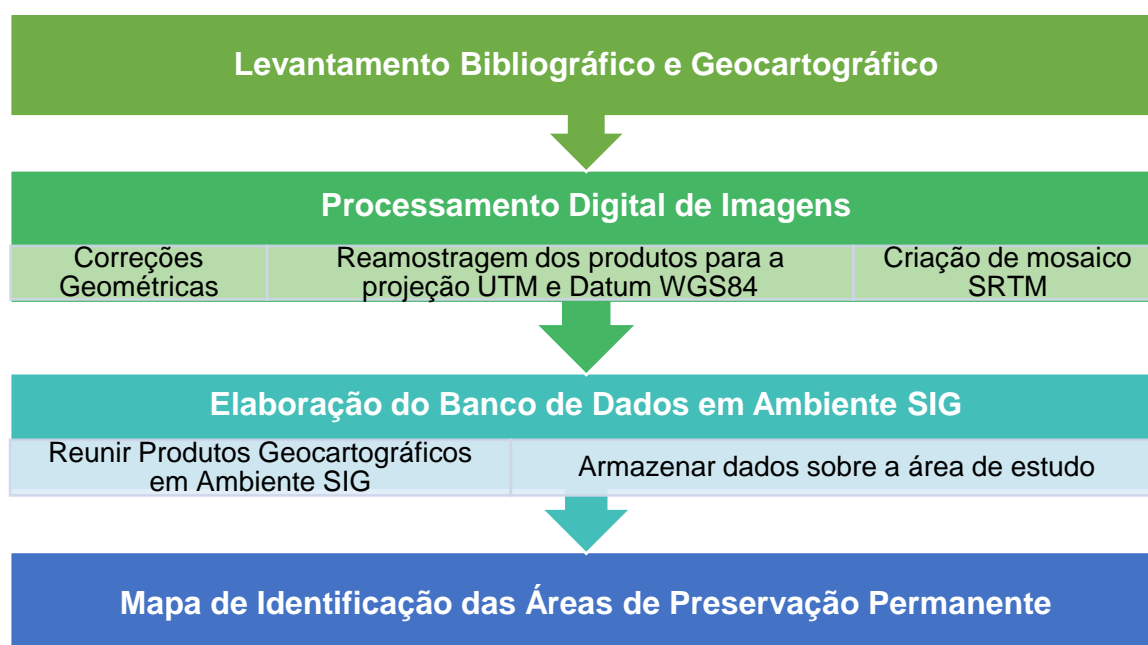 Levantamento Bibliográfico e Geocartográfico
Processamento Digital de Imagens
Correções
Geométricas
Reamostragem dos produtos para a
projeção UTM e Datum WGS84
Criação de mosaico
SRTM
Elaboração do Banco de Dados em Ambiente SIG
Reunir Produtos Geocartográficos
em Ambiente SIG
Armazenar dados sobre a área de estudo
Mapa de Identificação das Áreas de Preservação Permanente